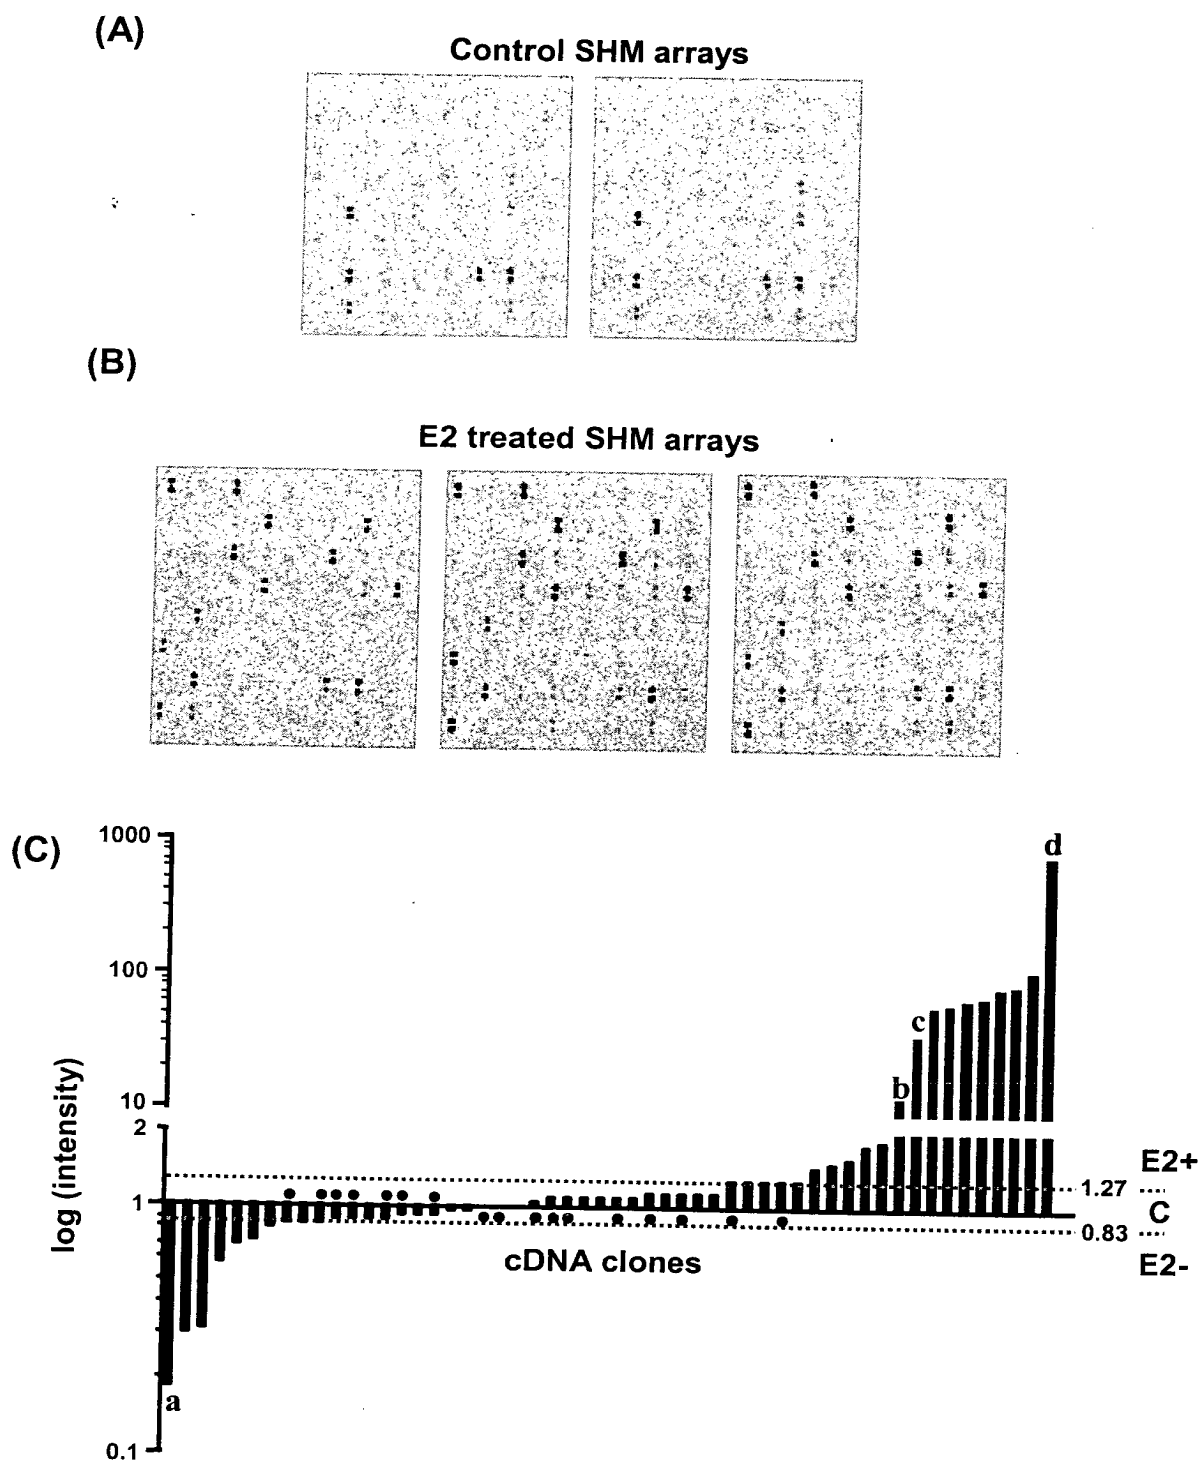 (A)
Control SHM arrays
(B)
E2 treated SHM arrays
(C)
1000
100
10
2
1
0.1
log (intensity)
a
b
c
d
cDNA clones
E2+
1.27
C
0.83
E2-